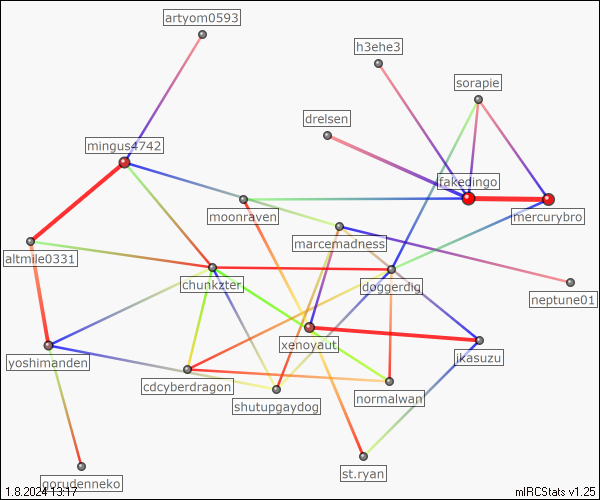 artyom0593
h3ehe3
sorapie
drelsen
mingus4742
fakedingo
moonraven
mercurybro
marcemadness
altmile0331
chunkzter
doggerdig
neptune01
xenoyaut
yoshimanden
jkasuzu
cdcyberdragon
normalwan
shutupgaydog
st.ryan
gorudenneko
1.8.2024 13:17
mIRCStats v1.25